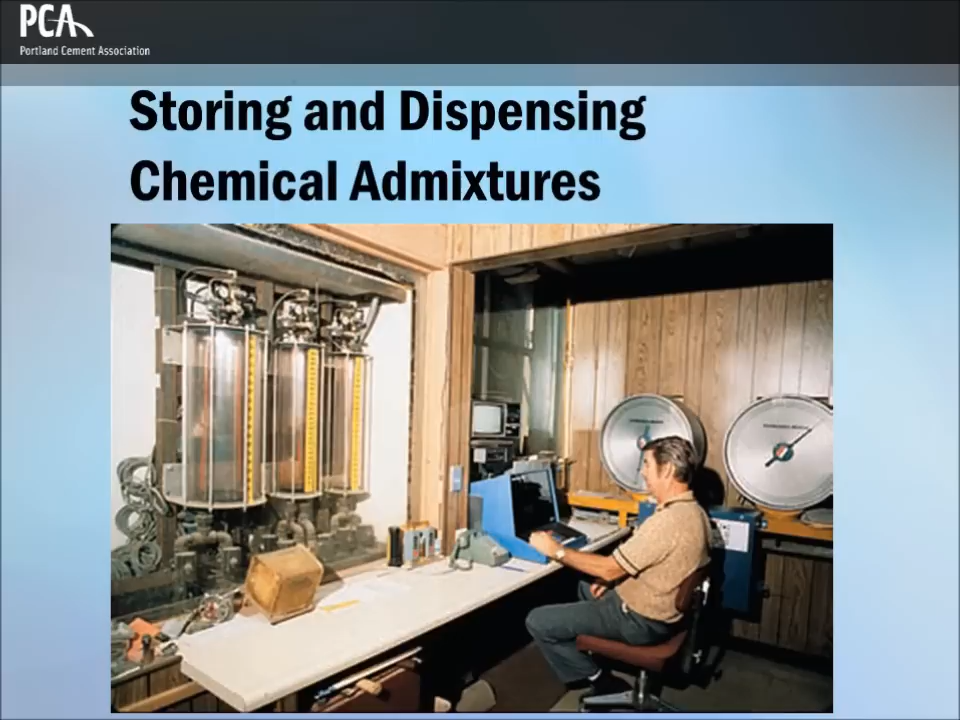 PCA
Portland Cement Association
Storing and Dispensing
Chemical Admixtures